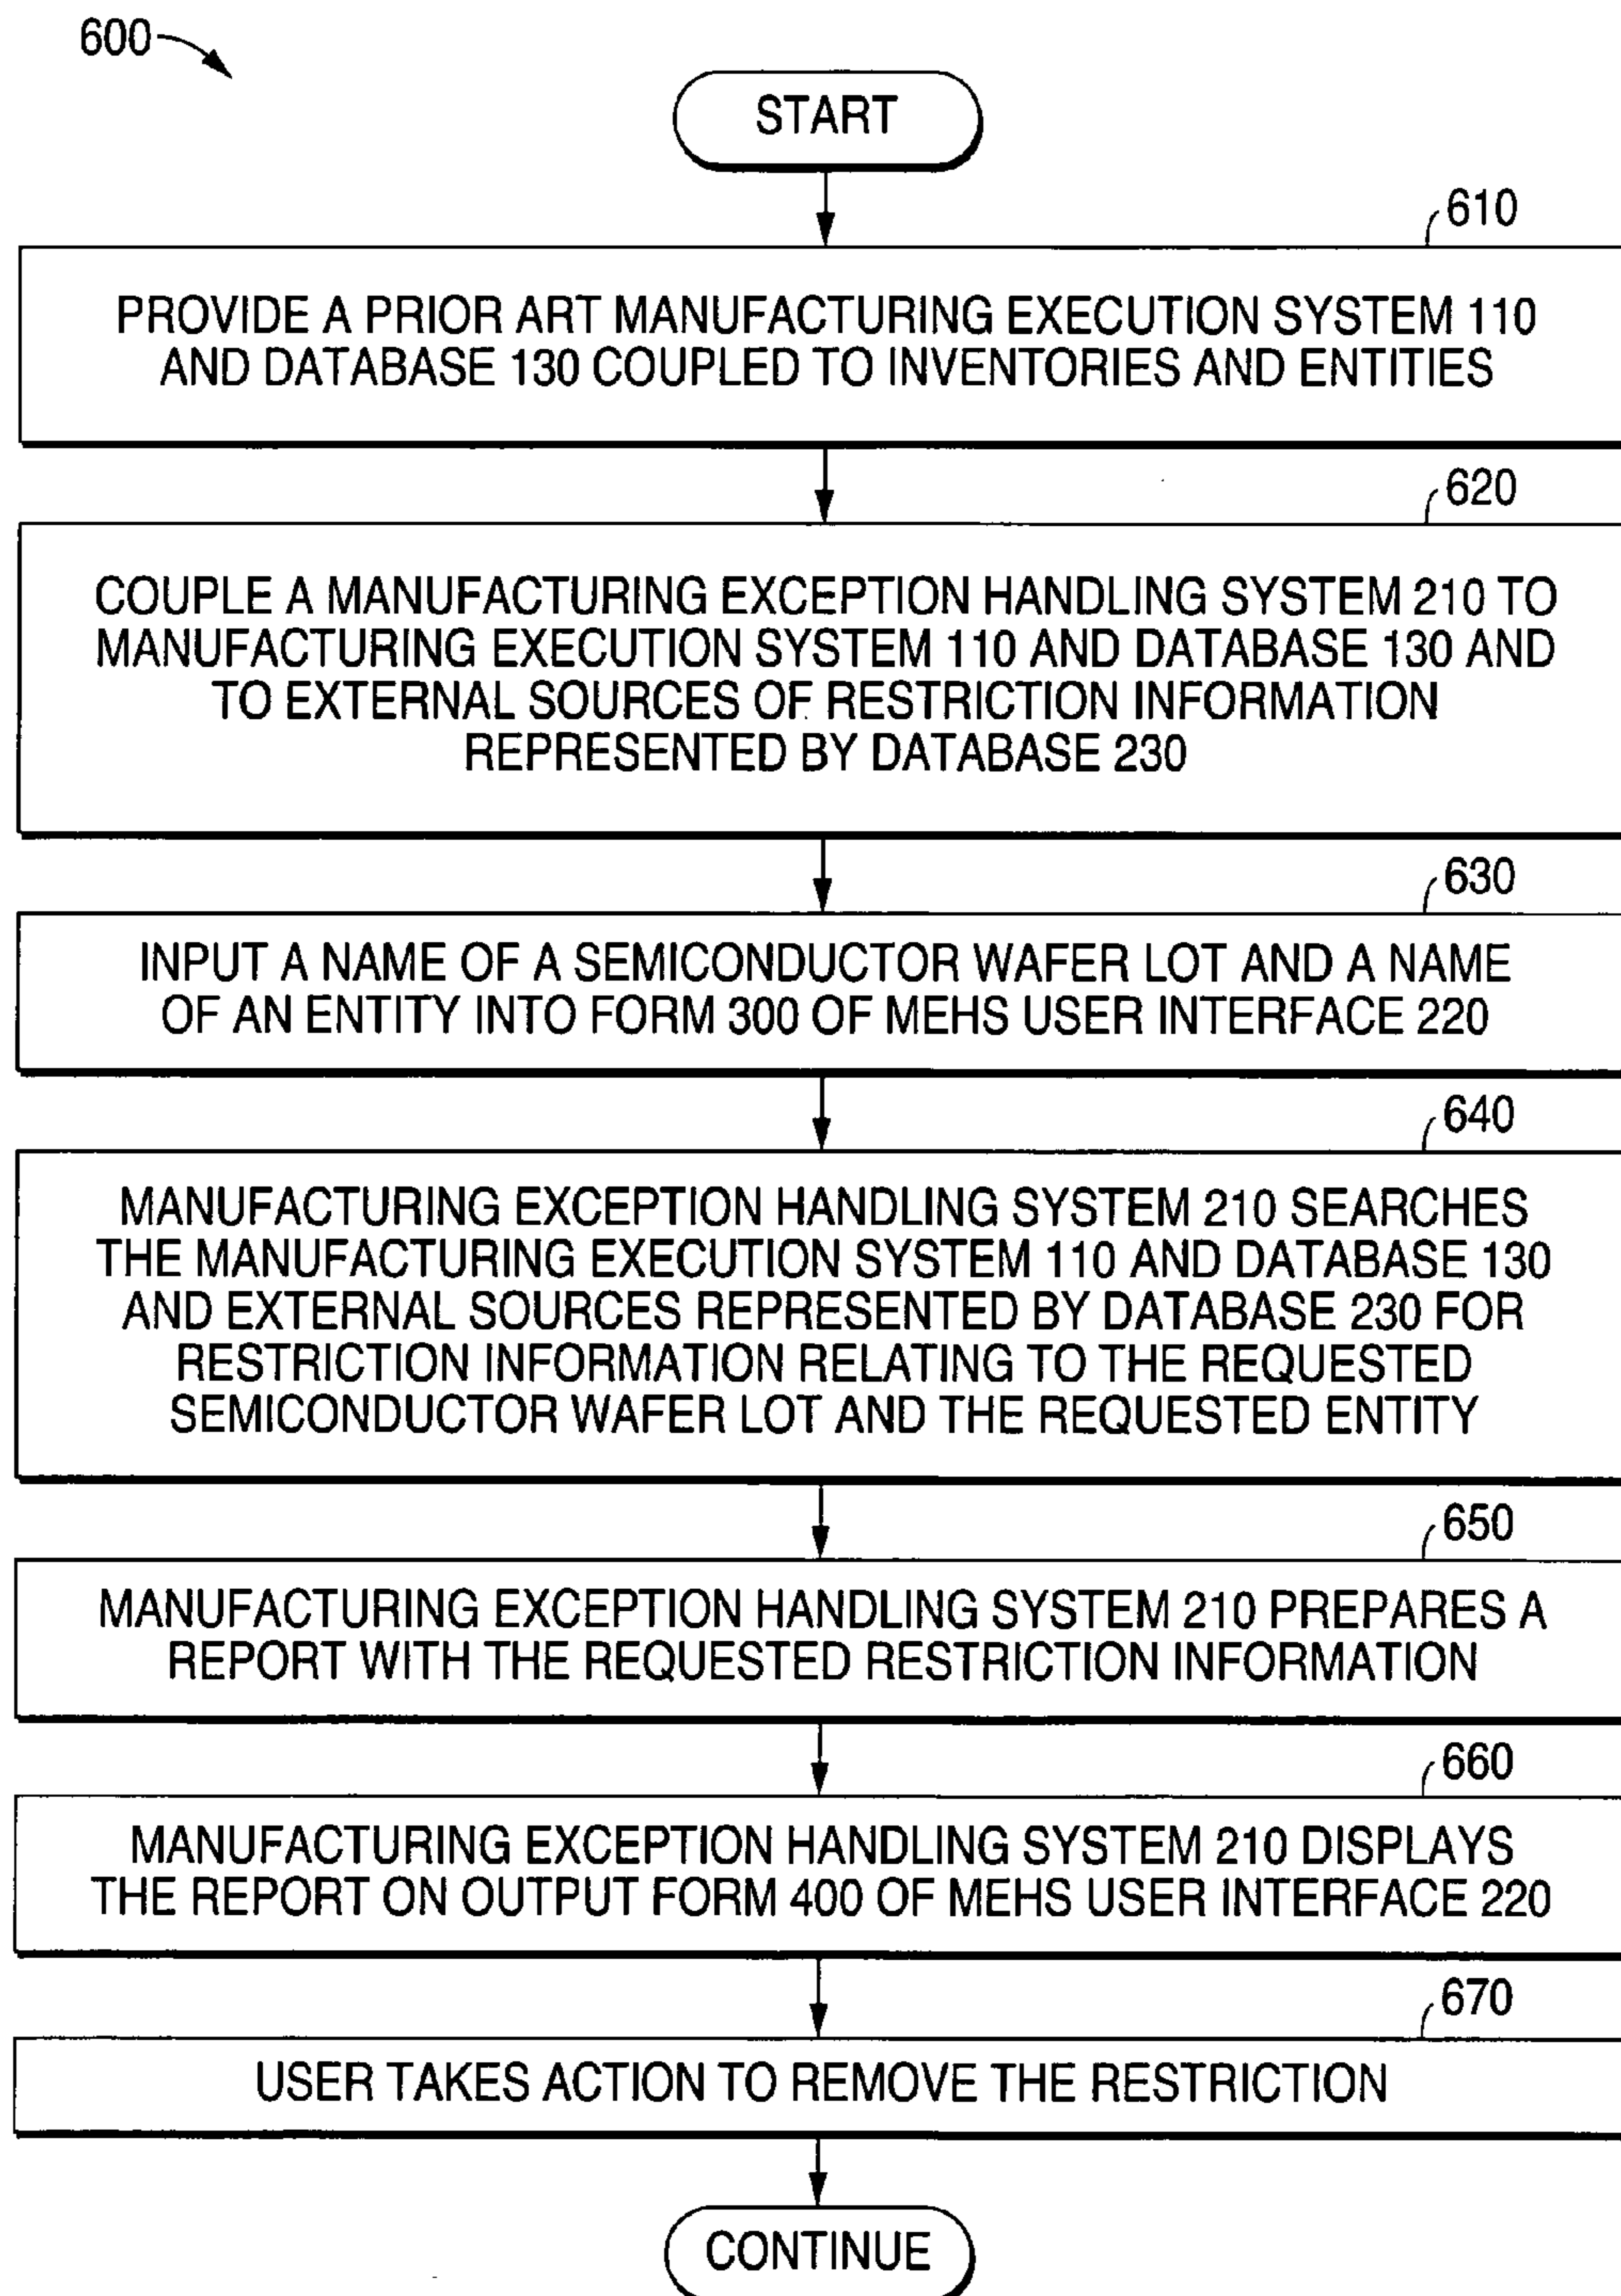 600
START
610
PROVIDE A PRIOR ART MANUFACTURING EXECUTION SYSTEM 110
AND DATABASE 130 COUPLED TO INVENTORIES AND ENTITIES
620
COUPLE A MANUFACTURING EXCEPTION HANDLING SYSTEM 210 TO
MANUFACTURING EXECUTION SYSTEM 110 AND DATABASE 130 AND
TO EXTERNAL SOURCES OF RESTRICTION INFORMATION
REPRESENTED BY DATABASE 230
630
INPUT A NAME OF A SEMICONDUCTOR WAFER LOT AND A NAME
OF AN ENTITY INTO FORM 300 OF MEHS USER INTERFACE 220
640
MANUFACTURING EXCEPTION HANDLING SYSTEM 210 SEARCHES
THE MANUFACTURING EXECUTION SYSTEM 110 AND DATABASE 130
AND EXTERNAL SOURCES REPRESENTED BY DATABASE 230 FOR
RESTRICTION INFORMATION RELATING TO THE REQUESTED
SEMICONDUCTOR WAFER LOT AND THE REQUESTED ENTITY
650
MANUFACTURING EXCEPTION HANDLING SYSTEM 210 PREPARES A
REPORT WITH THE REQUESTED RESTRICTION INFORMATION
660
MANUFACTURING EXCEPTION HANDLING SYSTEM 210 DISPLAYS
THE REPORT ON OUTPUT FORM 400 OF MEHS USER INTERFACE 220
670
USER TAKES ACTION TO REMOVE THE RESTRICTION
CONTINUE